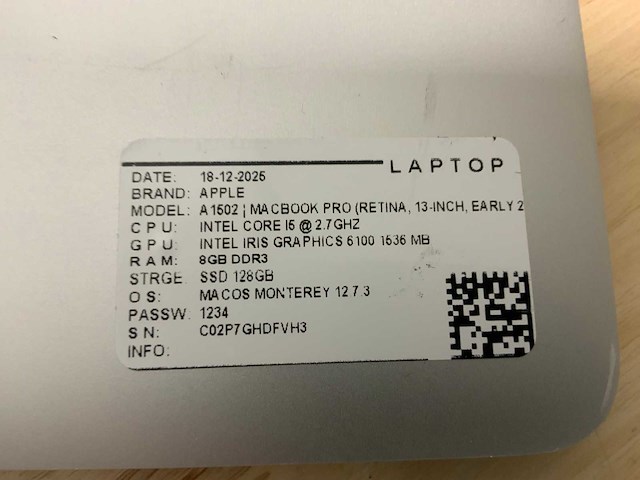 LAPTOP
DATE: 18-12-2025
BRAND: APPLE
MODEL: A1502 | MACBOOK PRO (RETINA, 13-INCH, EARLY 2
CPU: INTEL CORE I5 @ 2.7GHZ
GPU: INTEL IRIS GRAPHICS 6100 1536 MB
RAM: 8GB DDR3
STRGE SSD 128GB
OS: MACOS MONTEREY 12.7.3
PASSW: 1234
SN: C02P7GHDFVH3
INFO: